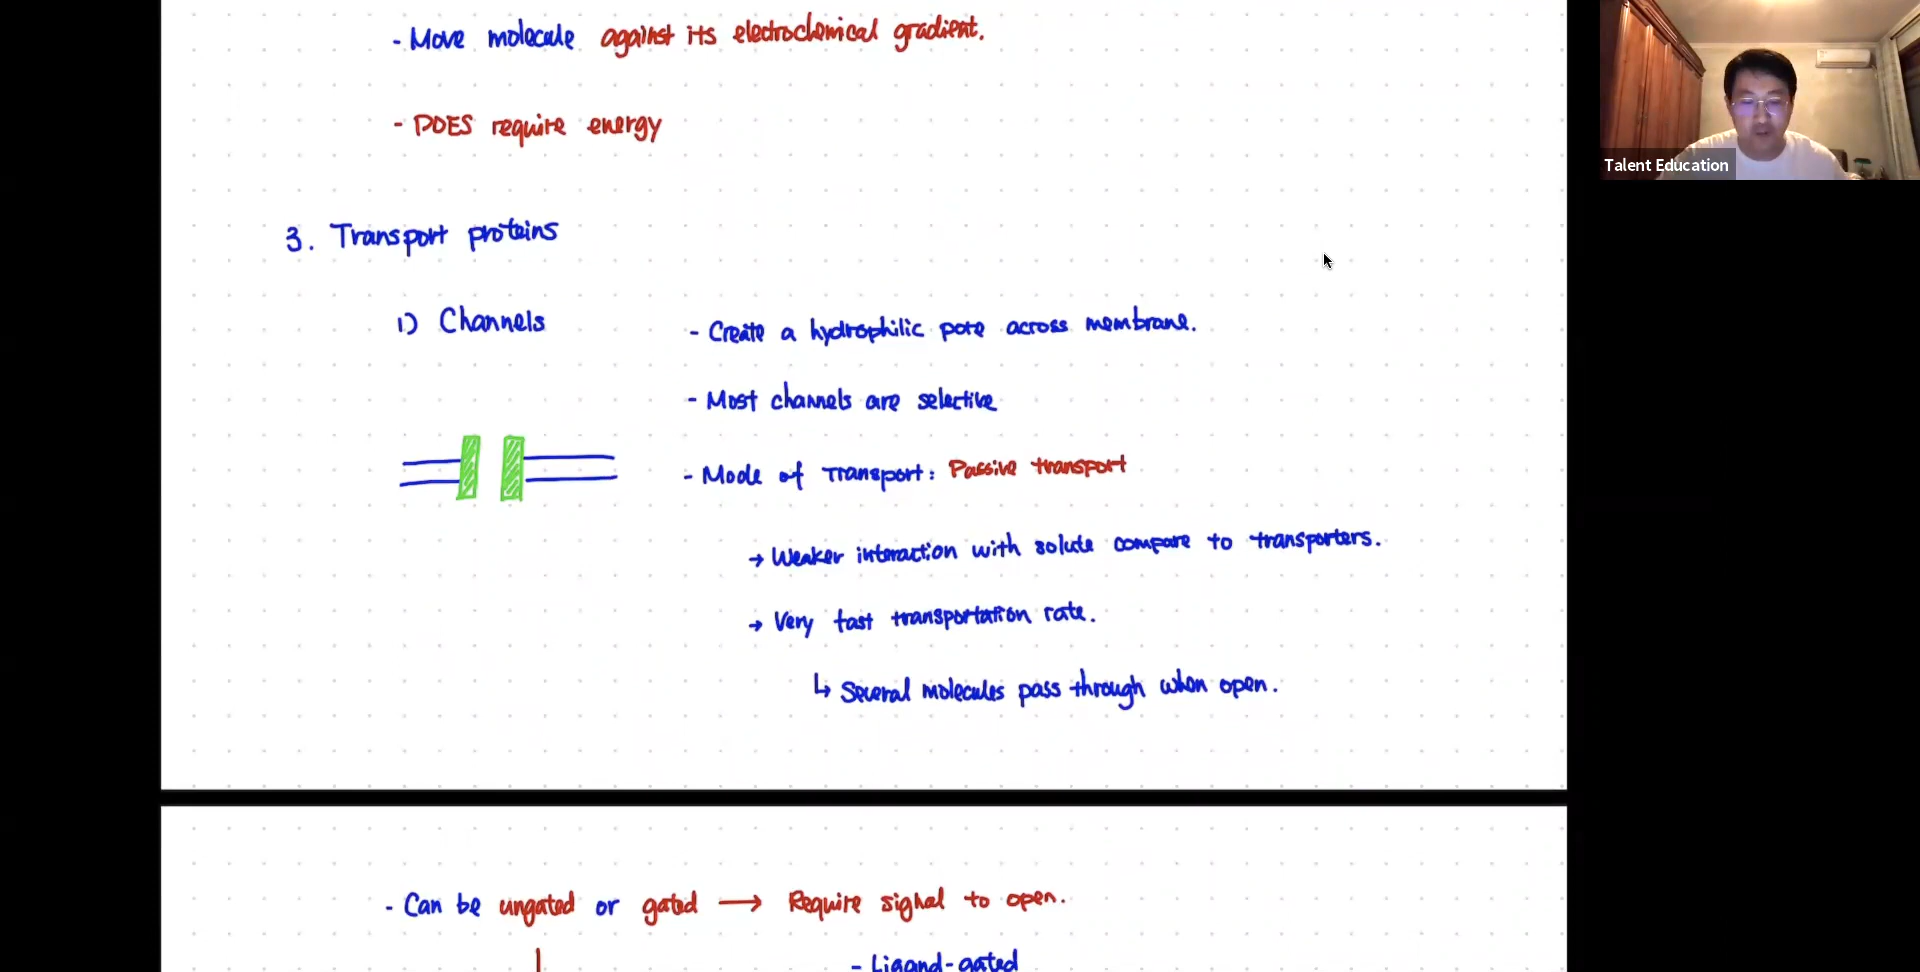 - Move molecule against its electrochemical gradient.
- DOES require energy
Talent Education
3. Transport proteins
1) Channels
- Create a hydrophilic pore across membrane.
- Most channels are selective
- Mode of Transport: Passive transport
→ Weaker interaction with solute compare to transporters.
→ Very fast transportation rate.
↳ Several molecules pass through when open.
- Can be ungated or gated → Require signal to open.
- Ligand-gated